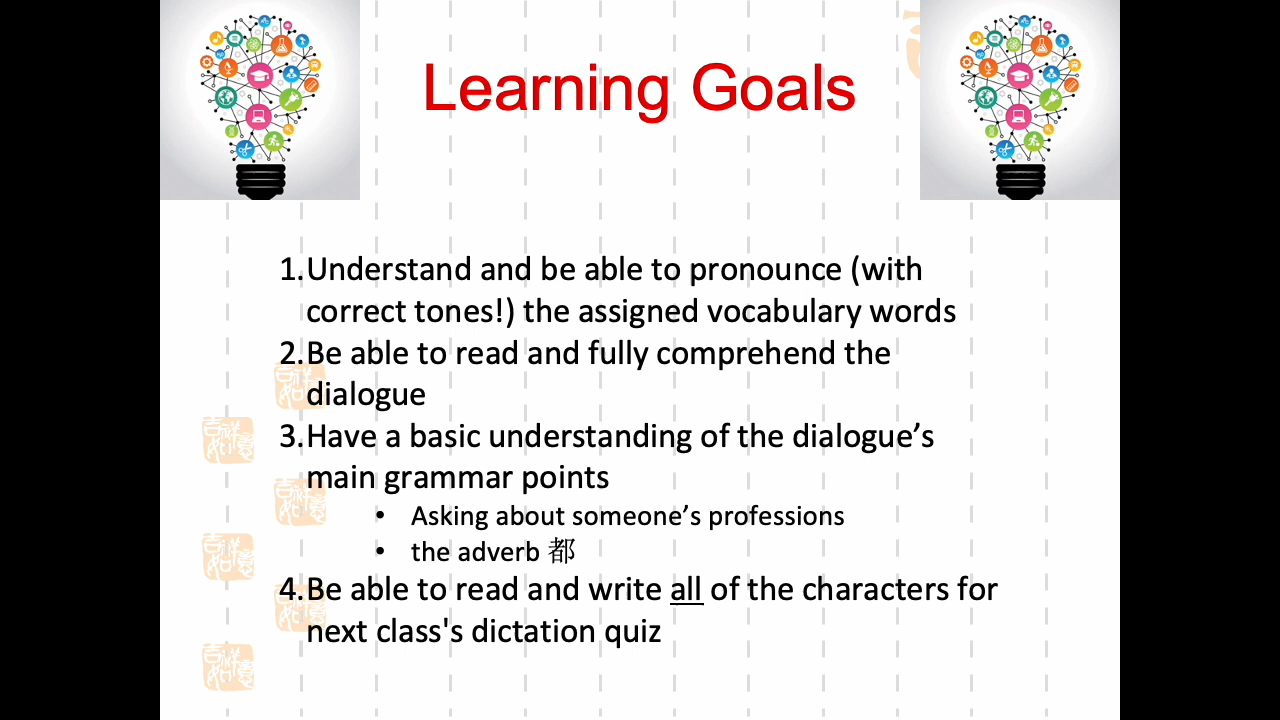 Learning Goals
1.Understand and be able to pronounce (with
correct tones!) the assigned vocabulary words
2.Be able to read and fully comprehend the
dialogue
3.Have a basic understanding of the dialogue’s
main grammar points
• Asking about someone’s professions
• the adverb 都
4.Be able to read and write all of the characters for
next class's dictation quiz